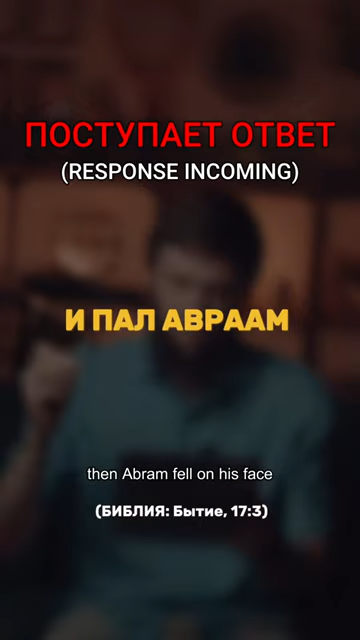 ПОСТУПАЕТ ОТВЕТ
(RESPONSE INCOMING)
И ПАЛ АВРААМ
then Abram fell on his face
(БИБЛИЯ: Бытие, 17:3)